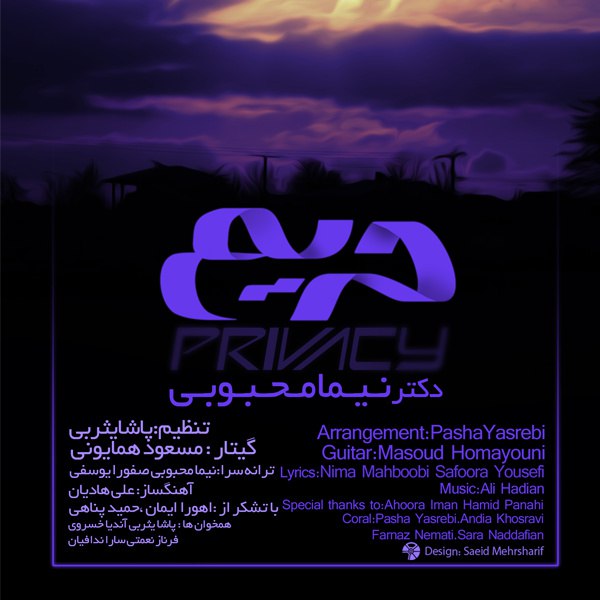 حریم
PRIVACY
دکتر نیما محبوبی
تنظیم:پاشایثربی
گیتار : مسعود همایونی
ترانه سرا:نیما محبوبی صفورا یوسفی
آهنگساز:علی هادیان
با تشکر از :اهورا ایمان ،حمید پناهی
همخوان ها : پاشا یثربی آندیا خسروی
فرناز نعمتی سارا ندافیان
Arrangement:PashaYasrebi
Guitar:Masoud Homayouni
Lyrics:Nima Mahboobi Safoora Yousefi
Music:Ali Hadian
Special thanks to:Ahoora Iman Hamid Panahi
Coral:Pasha Yasrebi.Andia Khosravi
Farnaz Nemati.Sara Naddafian
Design: Saeid Mehrsharif